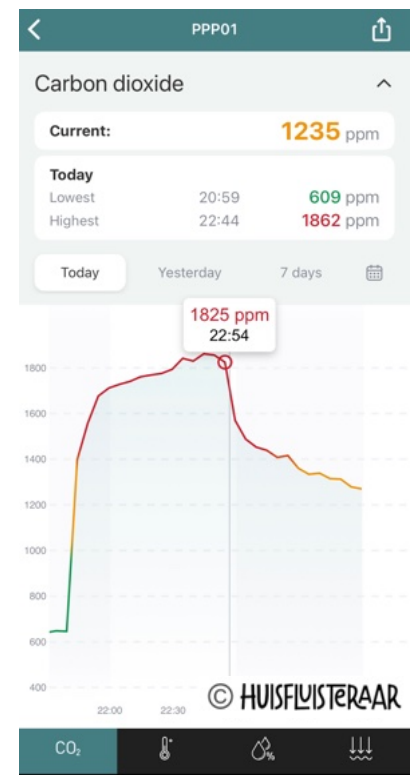 PPP01
Carbon dioxide
Current: 1235 ppm
Today
Lowest 20:59 609 ppm
Highest 22:44 1862 ppm
Today Yesterday 7 days
1825 ppm
22:54
1800
1600
1400
1200
1000
800
600
400
22:00 22:30
© HUISFLUISTERAAR
CO₂
%